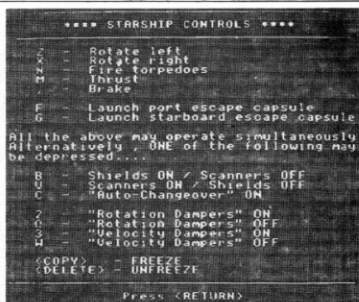 **** STARSHIP CONTROLS ****
Z - Rotate left
X - Rotate right
N - Fire torpedoes
M - Thrust
, - Brake
F - Launch port escape capsule
G - Launch starboard escape capsule
All the above may operate simultaneously
Alternatively , ONE of the following may
be depressed....
B - Shields ON / Scanners OFF
V - Scanners ON / Shields OFF
C - "Auto-Changeover" ON
2 - "Rotation Dampers" ON
Q - "Rotation Dampers" OFF
3 - "Velocity Dampers" ON
W - "Velocity Dampers" OFF
<COPY> - FREEZE
<DELETE> - UNFREEZE
Press <RETURN>